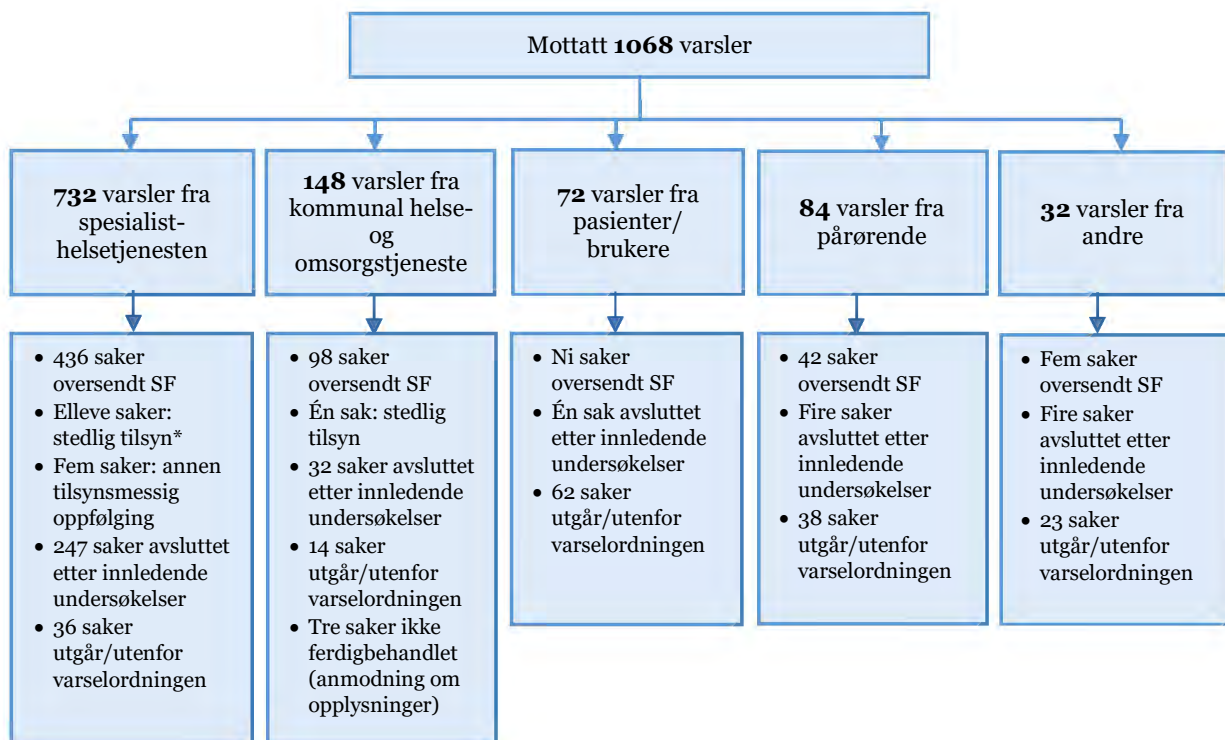 Mottatt 1068 varsler
732 varsler fra
spesialist-
helsetjenesten
148 varsler fra
kommunal helse-
og
omsorgstjeneste
72 varsler fra
pasienter/
brukere
84 varsler fra
pårørende
32 varsler fra
andre
• 436 saker
oversendt SF
• Elleve saker:
stedlig tilsyn*
• Fem saker: annen
tilsynsmessig
oppfølging
• 247 saker avsluttet
etter innledende
undersøkelser
• 36 saker
utgår/utenfor
varselordningen
• 98 saker
oversendt SF
• Én sak: stedlig
tilsyn
• 32 saker avsluttet
etter innledende
undersøkelser
• 14 saker
utgår/utenfor
varselordningen
• Tre saker ikke
ferdigbehandlet
(anmodning om
opplysninger)
• Ni saker
oversendt SF
• Én sak avsluttet
etter innledende
undersøkelser
• 62 saker
utgår/utenfor
varselordningen
• 42 saker
oversendt SF
• Fire saker
avsluttet etter
innledende
undersøkelser
• 38 saker
utgår/utenfor
varselordningen
• Fem saker
oversendt SF
• Fire saker
avsluttet etter
innledende
undersøkelser
• 23 saker
utgår/utenfor
varselordningen